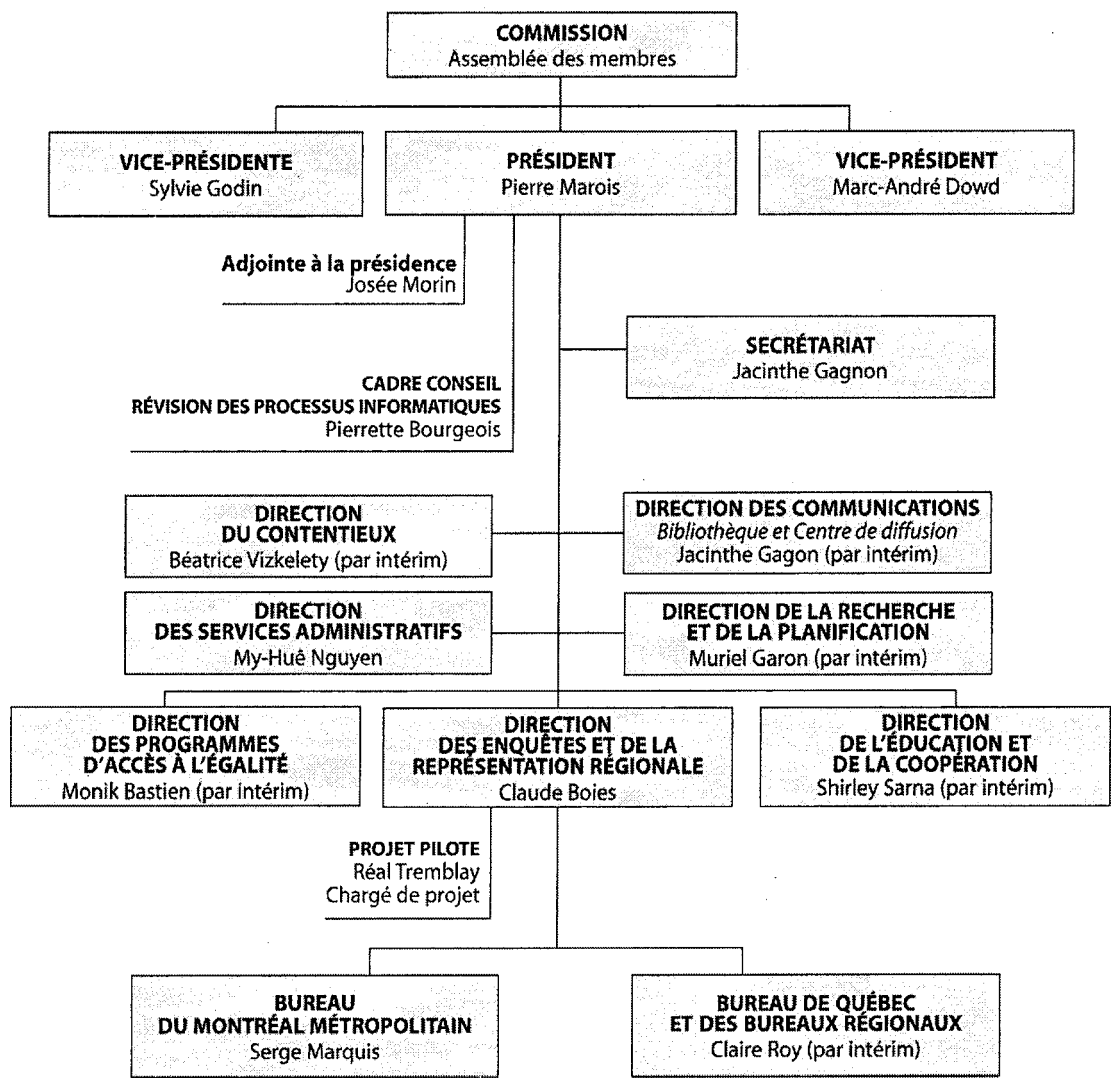 COMMISSION
Assemblée des membres
VICE-PRÉSIDENTE
Sylvie Godin
PRÉSIDENT
Pierre Marois
VICE-PRÉSIDENT
Marc-André Dowd
Adjointe à la présidence
Josée Morin
SECRÉTARIAT
Jacinthe Gagnon
CADRE CONSEIL
RÉVISION DES PROCESSUS INFORMATIQUES
Pierrette Bourgeois
DIRECTION
DU CONTENTIEUX
Béatrice Vizkelety (par intérim)
DIRECTION DES COMMUNICATIONS
Bibliothèque et Centre de diffusion
Jacinthe Gagon (par intérim)
DIRECTION
DES SERVICES ADMINISTRATIFS
My-Huê Nguyen
DIRECTION DE LA RECHERCHE
ET DE LA PLANIFICATION
Muriel Garon (par intérim)
DIRECTION
DES PROGRAMMES
D'ACCÈS À L'ÉGALITÉ
Monik Bastien (par intérim)
DIRECTION
DES ENQUÊTES ET DE LA
REPRÉSENTATION RÉGIONALE
Claude Boies
DIRECTION
DE L'ÉDUCATION ET
DE LA COOPÉRATION
Shirley Sarna (par intérim)
PROJET PILOTE
Réal Tremblay
Chargé de projet
BUREAU
DU MONTRÉAL MÉTROPOLITAIN
Serge Marquis
BUREAU DE QUÉBEC
ET DES BUREAUX RÉGIONAUX
Claire Roy (par intérim)